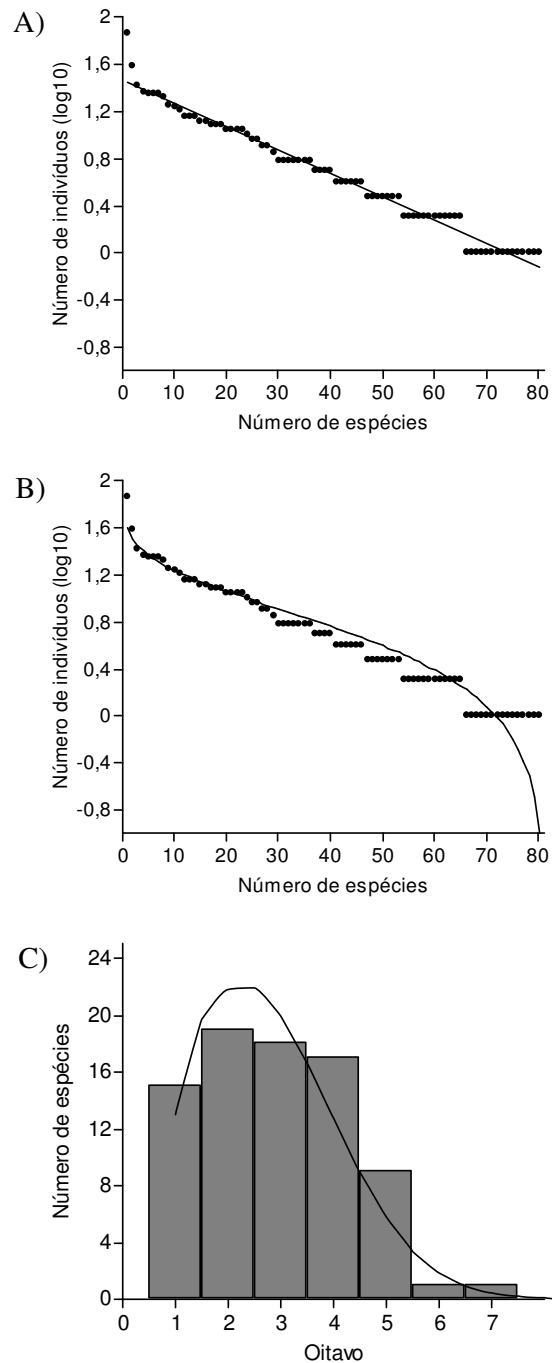 A)
Número de indivíduos (log10)
2
1,6
1,2
0,8
0,4
0
-0,4
-0,8
0 10 20 30 40 50 60 70 80
Número de espécies
B)
Número de indivíduos (log10)
2
1,6
1,2
0,8
0,4
0
-0,4
-0,8
0 10 20 30 40 50 60 70 80
Número de espécies
C)
Número de espécies
24
20
16
12
8
4
0
0 1 2 3 4 5 6 7
Oitavo